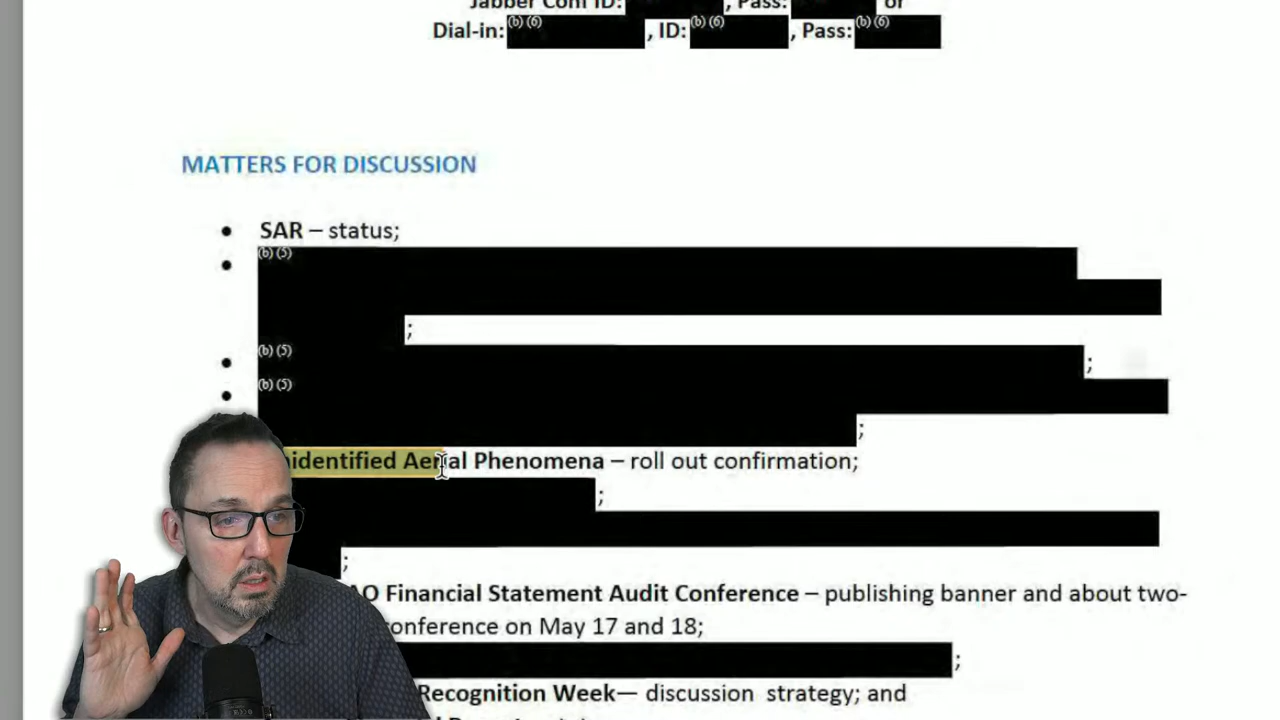 Jabber Conf ID: , Pass: or
Dial-in: (b) (6) , ID: (b) (6) , Pass: (b) (6)
MATTERS FOR DISCUSSION
• SAR – status;
• (b) (5)
;
• (b) (5) ;
• (b) (5)
;
nidentified Aerial Phenomena – roll out confirmation;
;
;
AO Financial Statement Audit Conference – publishing banner and about two-
conference on May 17 and 18;
;
Recognition Week— discussion strategy; and